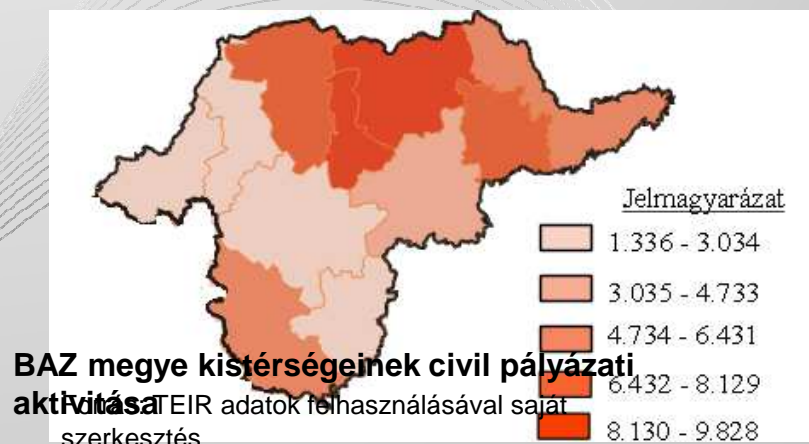 Jelmagyarázat
1.336 - 3.034
3.035 - 4.733
4.734 - 6.431
6.432 - 8.129
8.130 - 9.828
BAZ megye kistérségeinek civil pályázati
aktivitása
TEIR adatok felhasználásával saját
szerkesztés